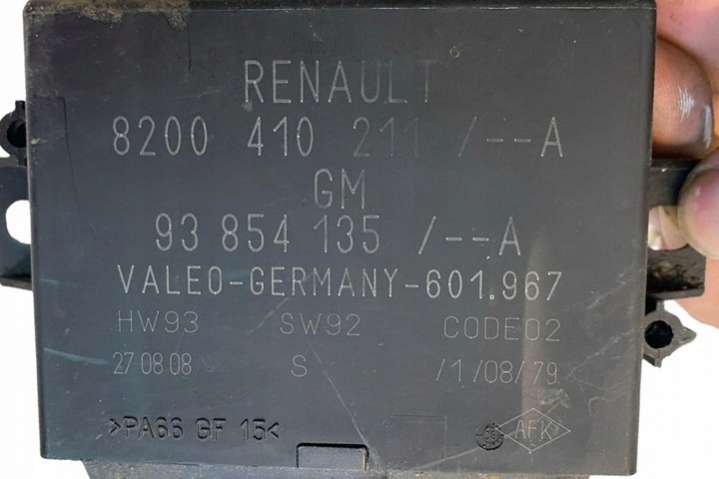 RENAULT
8200 410 211 /--A
GM
93 854 135 /--A
VALEO-GERMANY-601.967
HW93 SW92 CODE02
27 08 08 S /1/08/79
>PA66 GF 15<
AFK